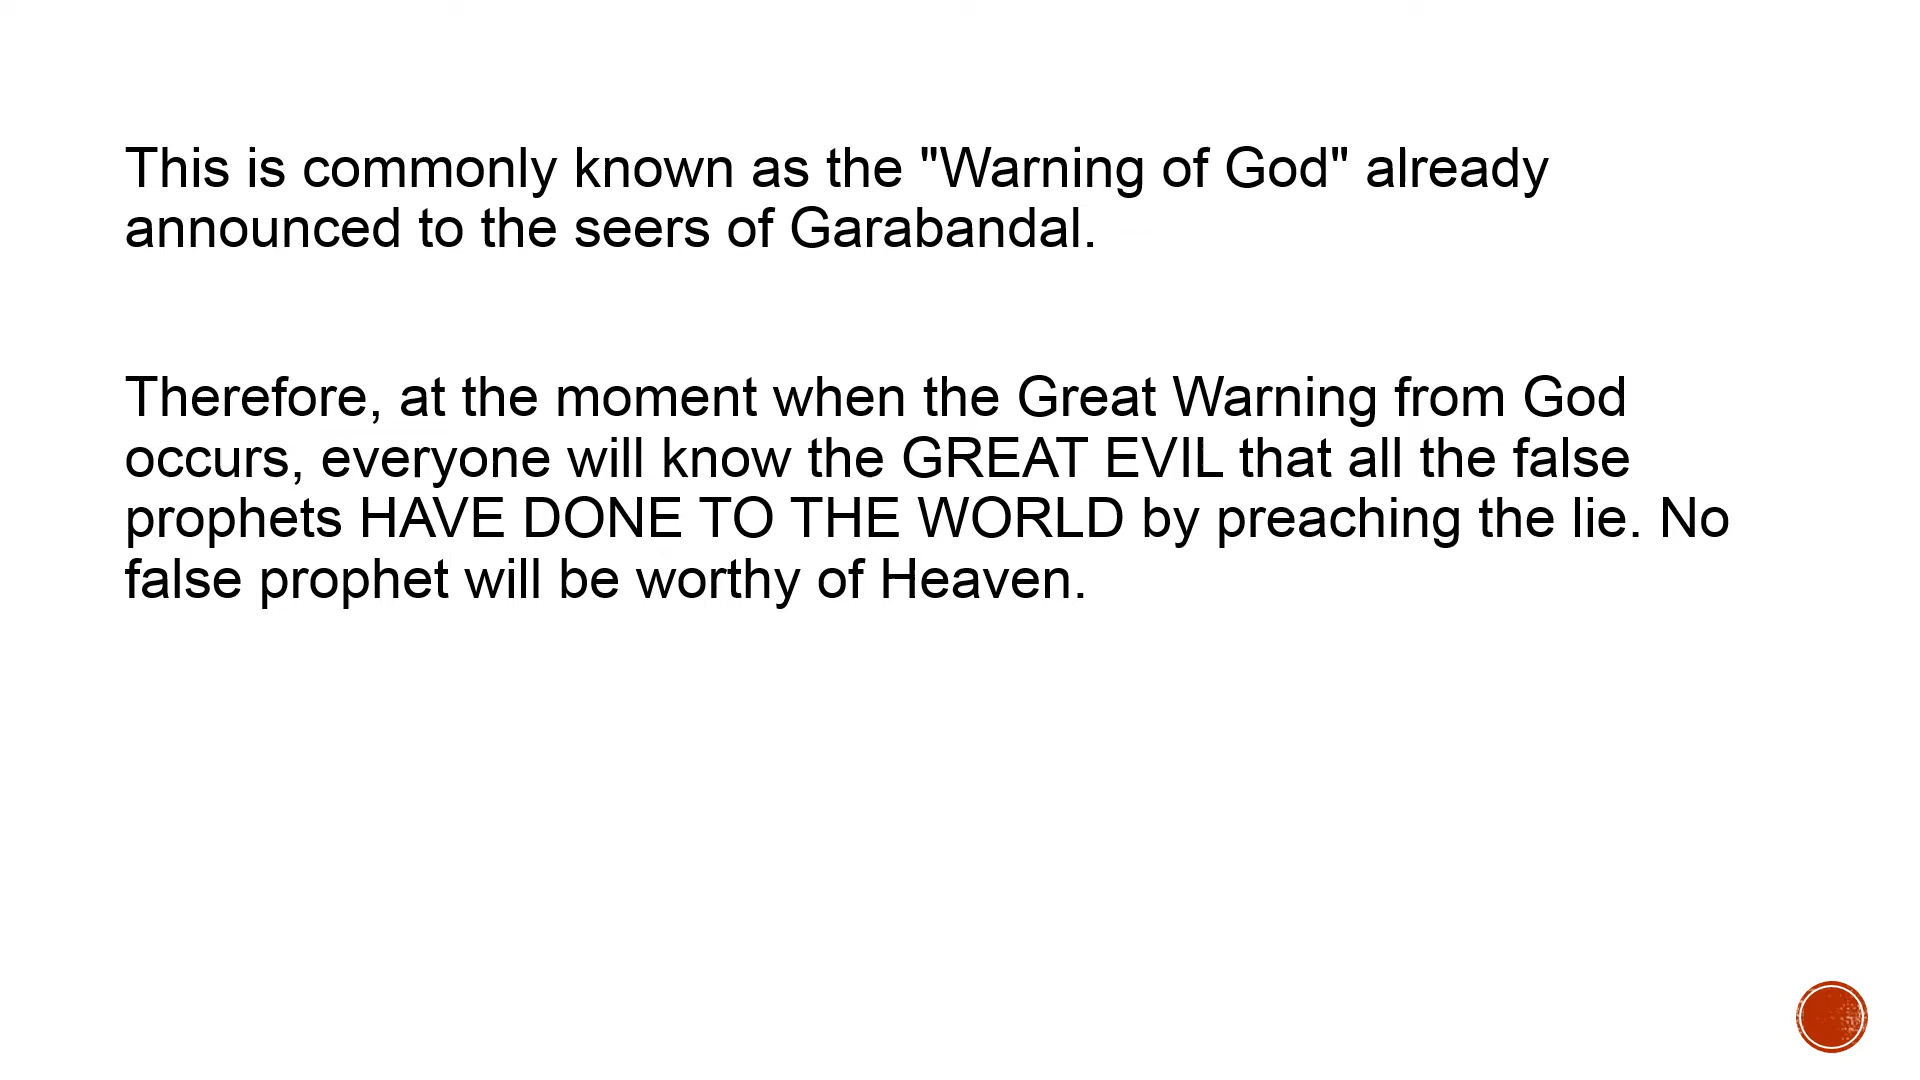 This is commonly known as the "Warning of God" already
announced to the seers of Garabandal.
Therefore, at the moment when the Great Warning from God
occurs, everyone will know the GREAT EVIL that all the false
prophets HAVE DONE TO THE WORLD by preaching the lie. No
false prophet will be worthy of Heaven.